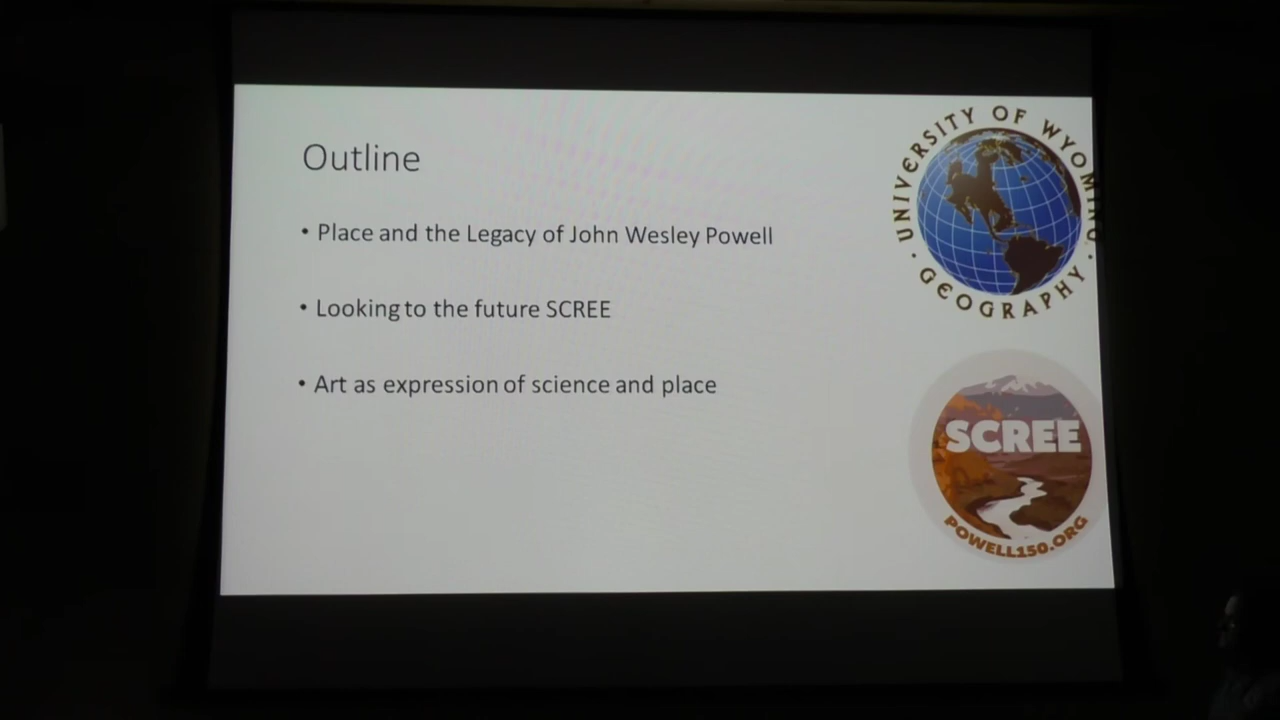 Outline
• Place and the Legacy of John Wesley Powell
• Looking to the future SCREE
• Art as expression of science and place
UNIVERSITY OF WYOMING
· GEOGRAPHY ·
SCREE
POWELL150.ORG